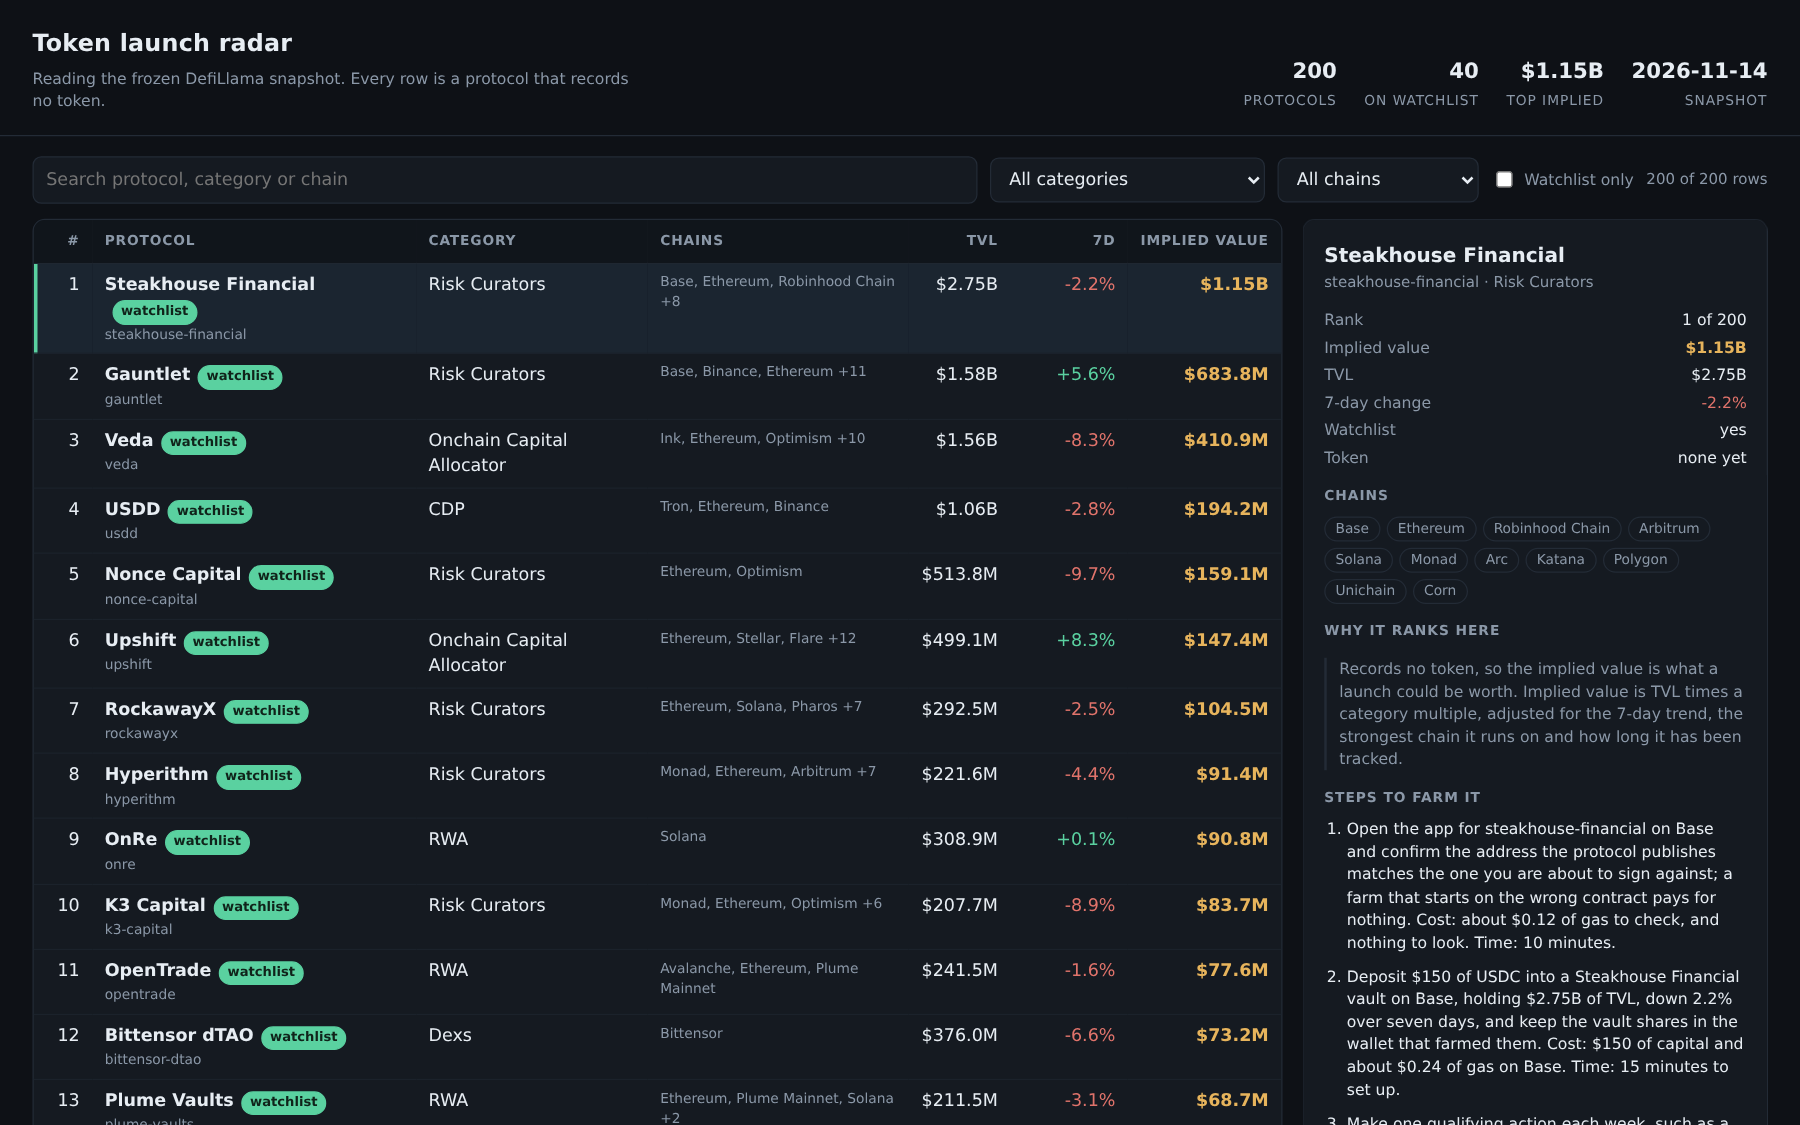 Token launch radar
Reading the frozen DefiLlama snapshot. Every row is a protocol that records
no token.
200
PROTOCOLS
40
ON WATCHLIST
$1.15B
TOP IMPLIED
2026-11-14
SNAPSHOT
Search protocol, category or chain
All categories
All chains
Watchlist only
200 of 200 rows
# PROTOCOL CATEGORY CHAINS TVL 7D IMPLIED VALUE
1 Steakhouse Financial Risk Curators Base, Ethereum, Robinhood Chain $2.75B -2.2% $1.15B
watchlist +8
steakhouse-financial
2 Gauntlet watchlist Risk Curators Base, Binance, Ethereum +11 $1.58B +5.6% $683.8M
gauntlet
3 Veda watchlist Onchain Capital Ink, Ethereum, Optimism +10 $1.56B -8.3% $410.9M
veda Allocator
4 USDD watchlist CDP Tron, Ethereum, Binance $1.06B -2.8% $194.2M
usdd
5 Nonce Capital watchlist Risk Curators Ethereum, Optimism $513.8M -9.7% $159.1M
nonce-capital
6 Upshift watchlist Onchain Capital Ethereum, Stellar, Flare +12 $499.1M +8.3% $147.4M
upshift Allocator
7 RockawayX watchlist Risk Curators Ethereum, Solana, Pharos +7 $292.5M -2.5% $104.5M
rockawayx
8 Hyperithm watchlist Risk Curators Monad, Ethereum, Arbitrum +7 $221.6M -4.4% $91.4M
hyperithm
9 OnRe watchlist RWA Solana $308.9M +0.1% $90.8M
onre
10 K3 Capital watchlist Risk Curators Monad, Ethereum, Optimism +6 $207.7M -8.9% $83.7M
k3-capital
11 OpenTrade watchlist RWA Avalanche, Ethereum, Plume $241.5M -1.6% $77.6M
opentrade Mainnet
12 Bittensor dTAO watchlist Dexs Bittensor $376.0M -6.6% $73.2M
bittensor-dtao
13 Plume Vaults watchlist RWA Ethereum, Plume Mainnet, Solana $211.5M -3.1% $68.7M
plume-vaults +2
Steakhouse Financial
steakhouse-financial · Risk Curators
Rank 1 of 200
Implied value $1.15B
TVL $2.75B
7-day change -2.2%
Watchlist yes
Token none yet
CHAINS
Base Ethereum Robinhood Chain Arbitrum
Solana Monad Arc Katana Polygon
Unichain Corn
WHY IT RANKS HERE
Records no token, so the implied value is what a
launch could be worth. Implied value is TVL times a
category multiple, adjusted for the 7-day trend, the
strongest chain it runs on and how long it has been
tracked.
STEPS TO FARM IT
1. Open the app for steakhouse-financial on Base
and confirm the address the protocol publishes
matches the one you are about to sign against; a
farm that starts on the wrong contract pays for
nothing. Cost: about $0.12 of gas to check, and
nothing to look. Time: 10 minutes.
2. Deposit $150 of USDC into a Steakhouse Financial
vault on Base, holding $2.75B of TVL, down 2.2%
over seven days, and keep the vault shares in the
wallet that farmed them. Cost: $150 of capital and
about $0.24 of gas on Base. Time: 15 minutes to
set up.
3. Make one qualifying action each week, such as a